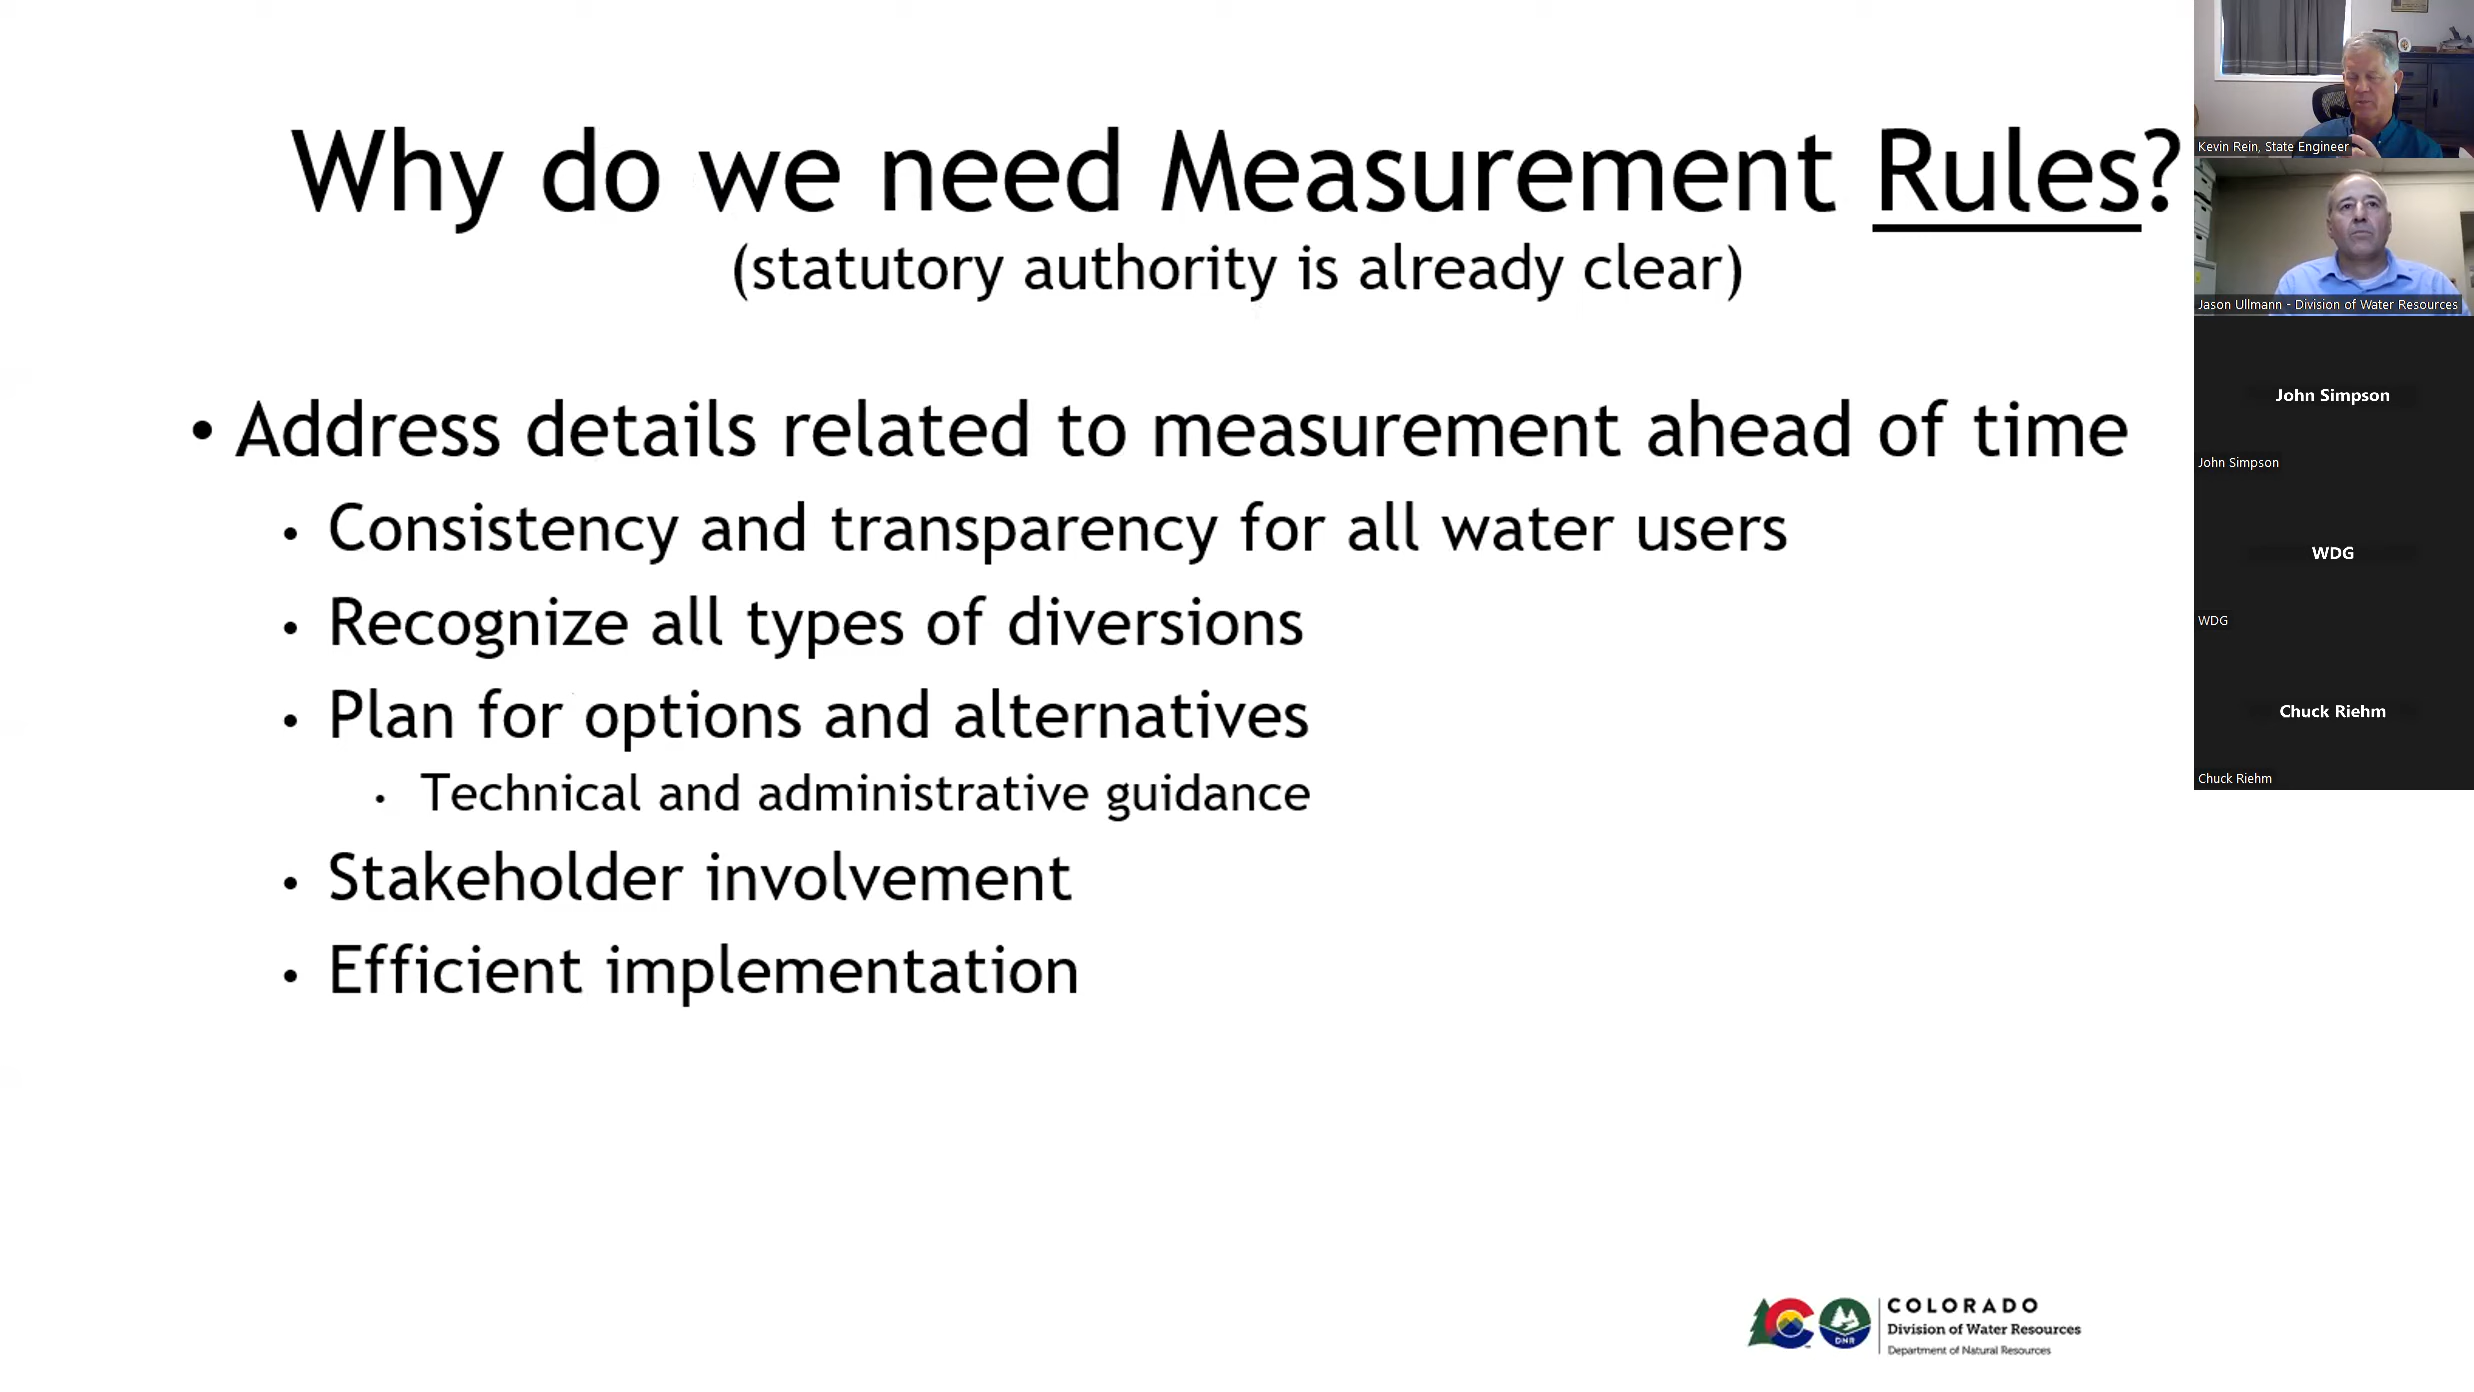 Why do we need Measurement Rules?
(statutory authority is already clear)
• Address details related to measurement ahead of time
• Consistency and transparency for all water users
• Recognize all types of diversions
• Plan for options and alternatives
• Technical and administrative guidance
• Stakeholder involvement
• Efficient implementation
Kevin Rein, State Engineer
Jason Ullmann - Division of Water Resources
John Simpson
John Simpson
WDG
WDG
Chuck Riehm
Chuck Riehm
DNR
COLORADO
Division of Water Resources
Department of Natural Resources